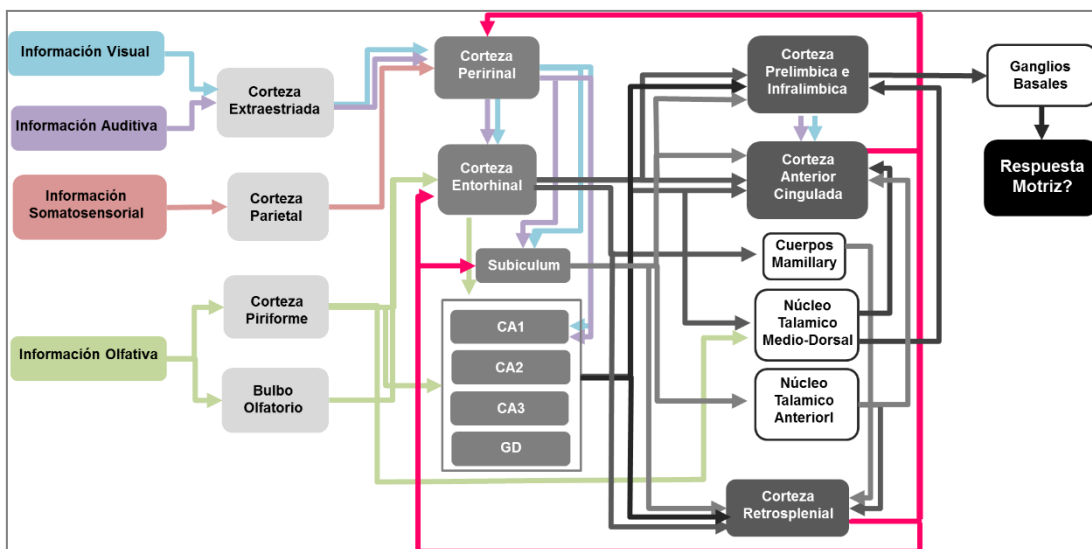 Información Visual
Información Auditiva
Información
Somatosensorial
Información Olfativa
Corteza
Extraestriada
Corteza
Parietal
Corteza
Piriforme
Bulbo
Olfatorio
Corteza
Peririnal
Corteza
Entorhinal
Subiculum
CA1
CA2
CA3
GD
Corteza
Prelimbica e
Infralimbica
Corteza
Anterior
Cingulada
Cuerpos
Mamillary
Núcleo
Talamico
Medio-Dorsal
Núcleo
Talamico
Anteriorl
Corteza
Retrosplenial
Ganglios
Basales
Respuesta
Motriz?